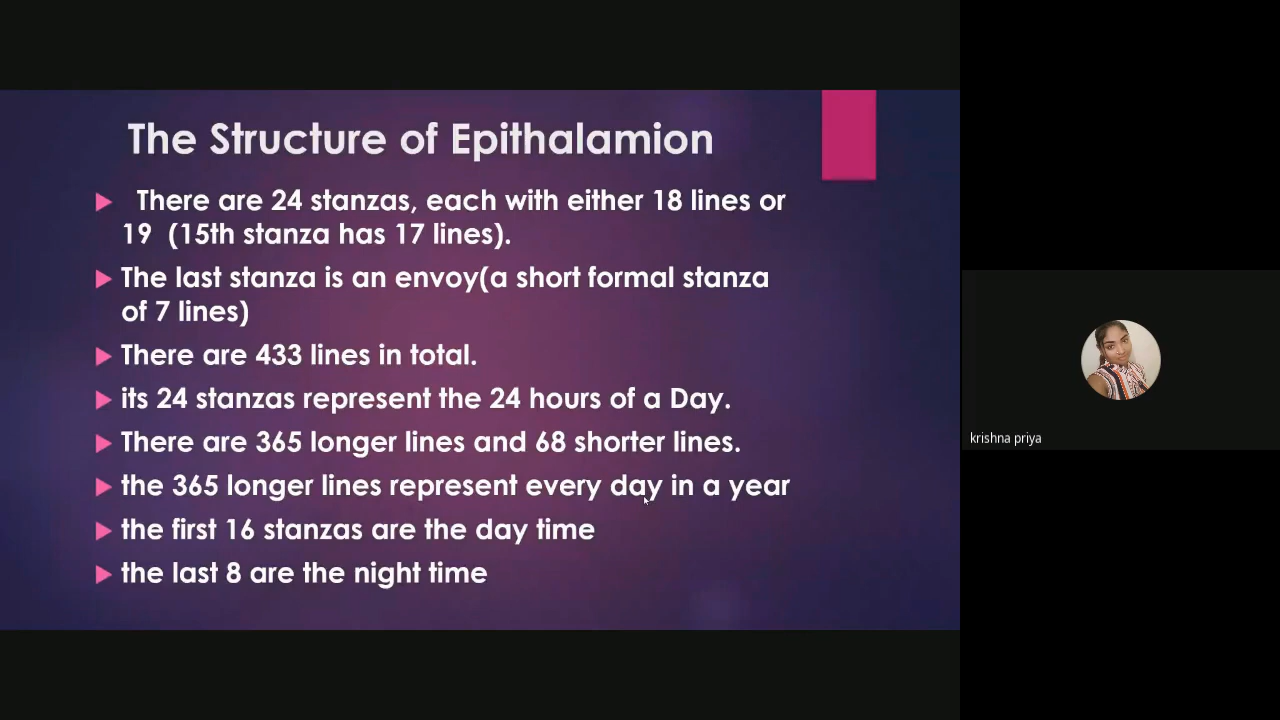 The Structure of Epithalamion
There are 24 stanzas, each with either 18 lines or
19 (15th stanza has 17 lines).
The last stanza is an envoy(a short formal stanza
of 7 lines)
There are 433 lines in total.
its 24 stanzas represent the 24 hours of a Day.
There are 365 longer lines and 68 shorter lines.
the 365 longer lines represent every day in a year
the first 16 stanzas are the day time
the last 8 are the night time
krishna priya